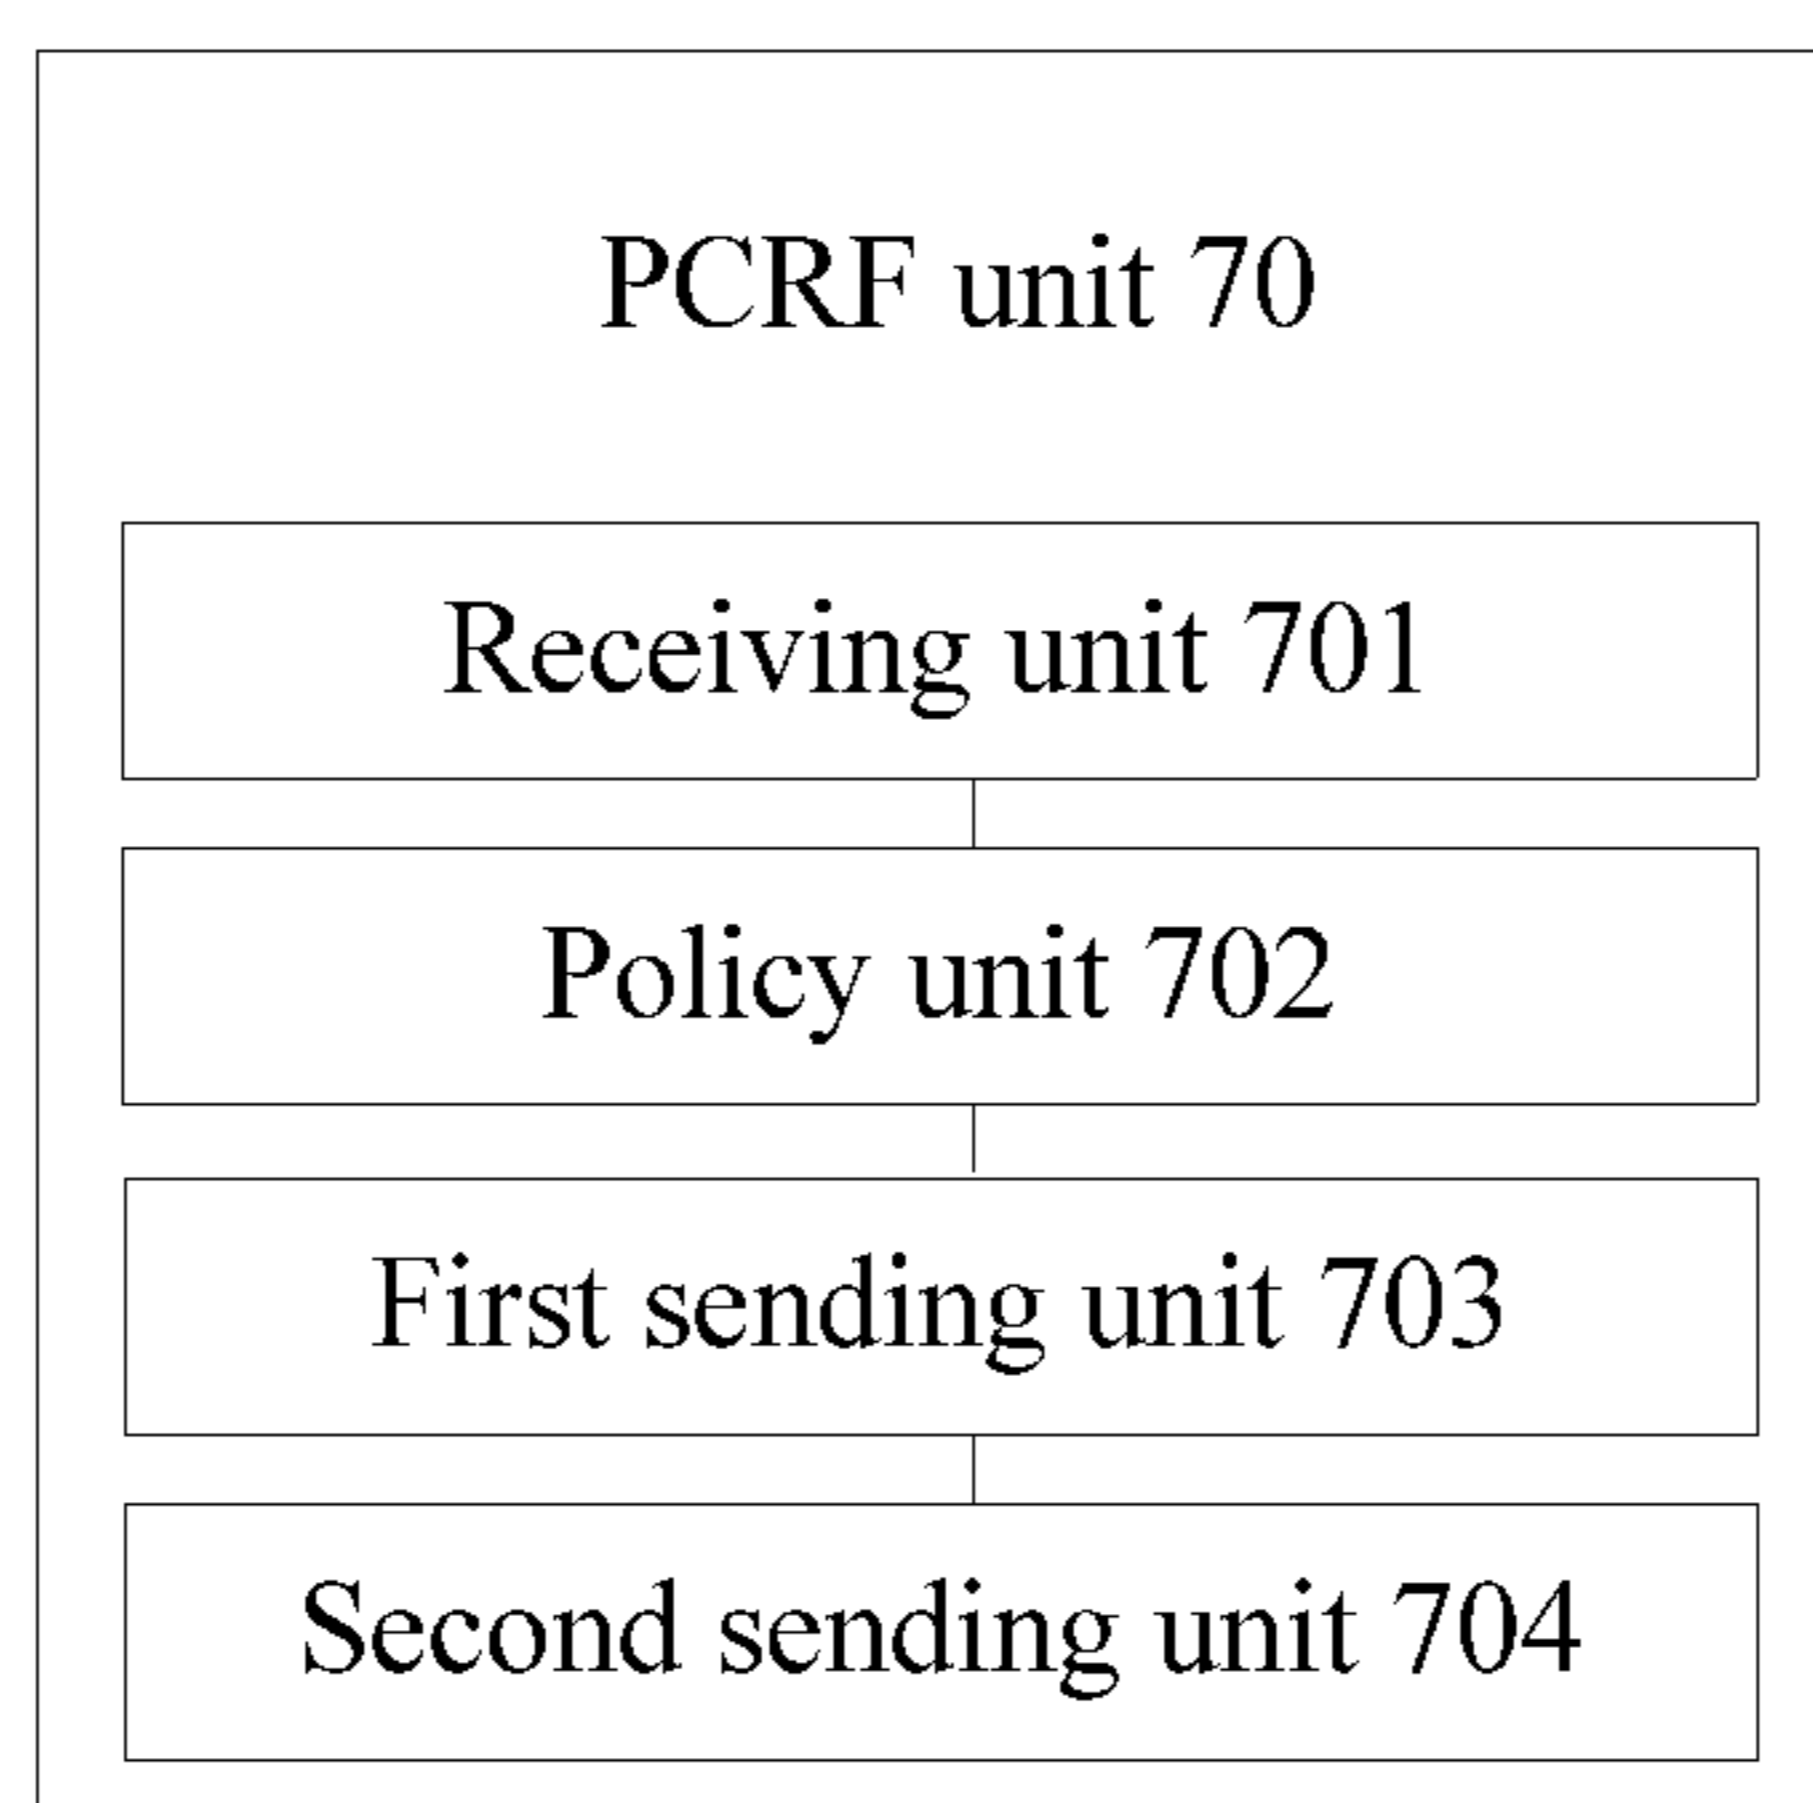 PCRF unit 70
Receiving unit 701
Policy unit 702
First sending unit 703
Second sending unit 704